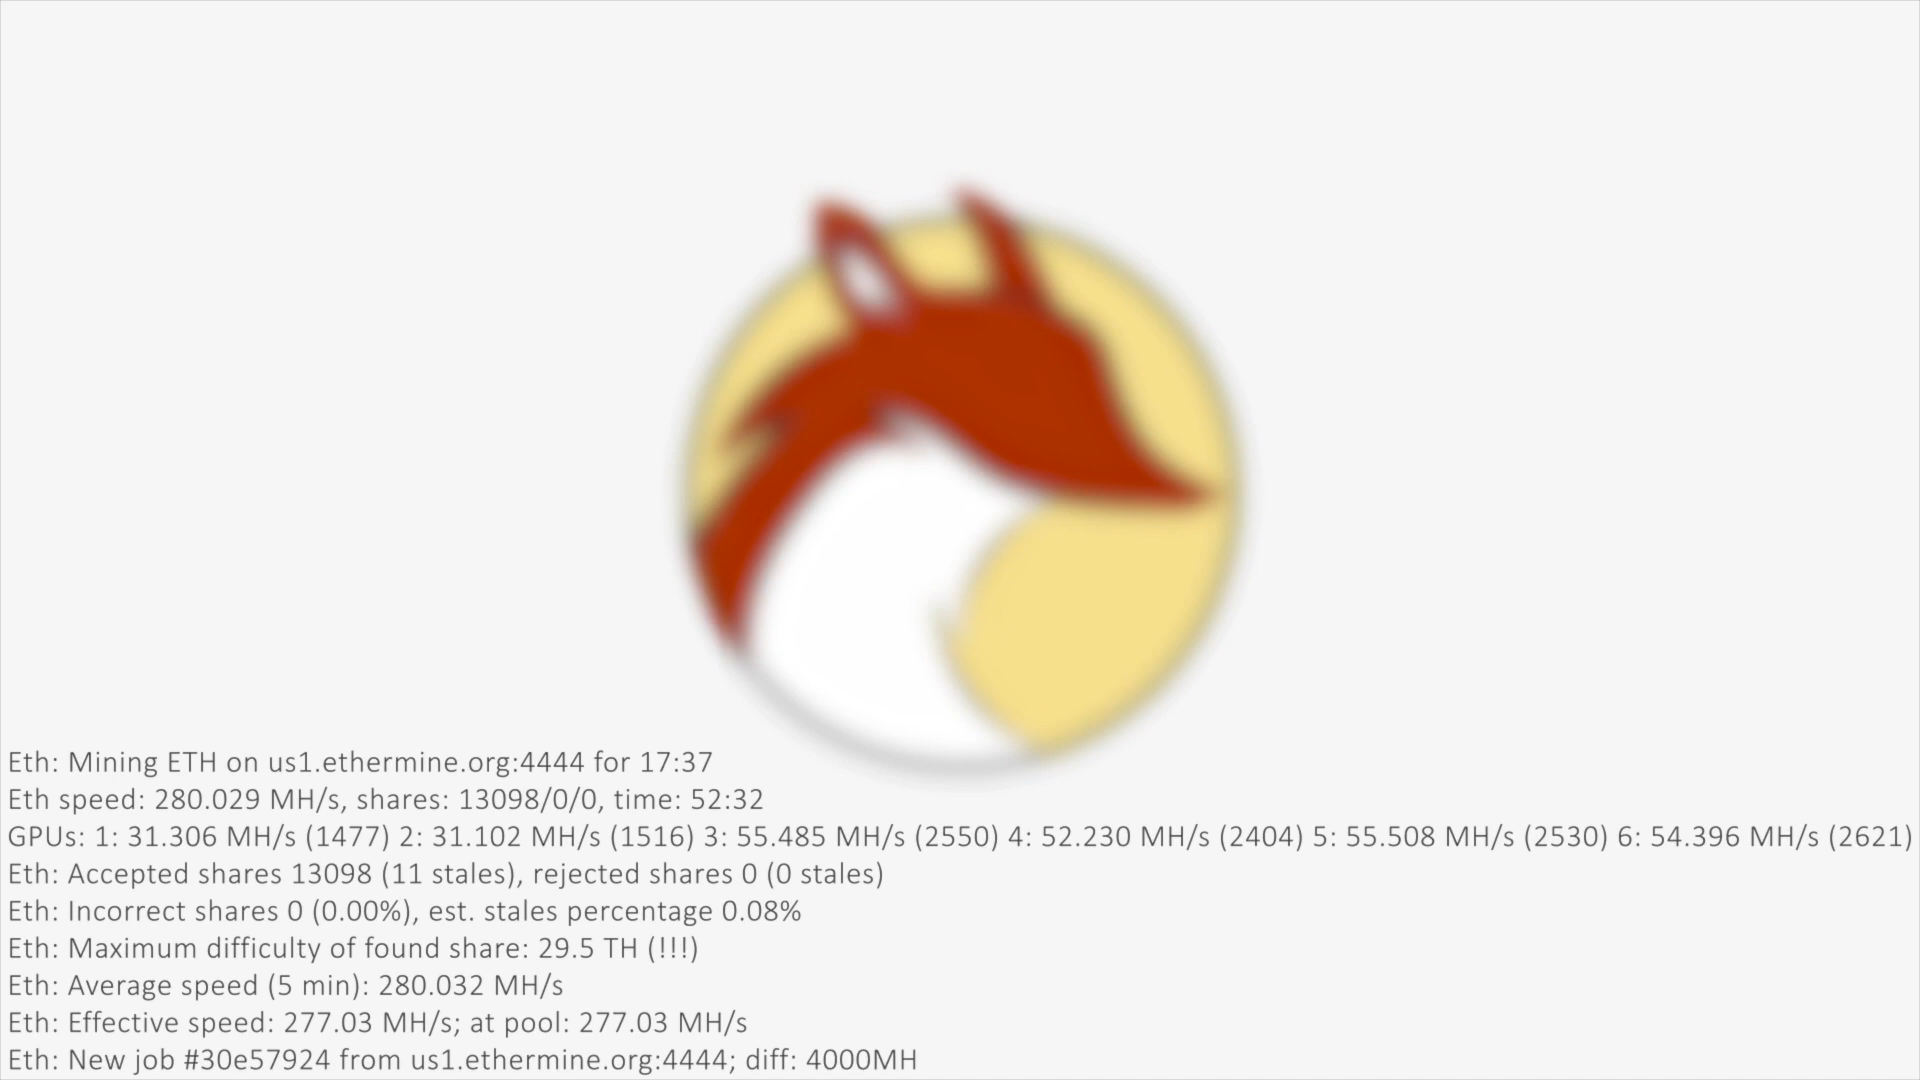 Eth: Mining ETH on us1.ethermine.org:4444 for 17:37
Eth speed: 280.029 MH/s, shares: 13098/0/0, time: 52:32
GPUs: 1: 31.306 MH/s (1477) 2: 31.102 MH/s (1516) 3: 55.485 MH/s (2550) 4: 52.230 MH/s (2404) 5: 55.508 MH/s (2530) 6: 54.396 MH/s (2621)
Eth: Accepted shares 13098 (11 stales), rejected shares 0 (0 stales)
Eth: Incorrect shares 0 (0.00%), est. stales percentage 0.08%
Eth: Maximum difficulty of found share: 29.5 TH (!!!)
Eth: Average speed (5 min): 280.032 MH/s
Eth: Effective speed: 277.03 MH/s; at pool: 277.03 MH/s
Eth: New job #30e57924 from us1.ethermine.org:4444; diff: 4000MH